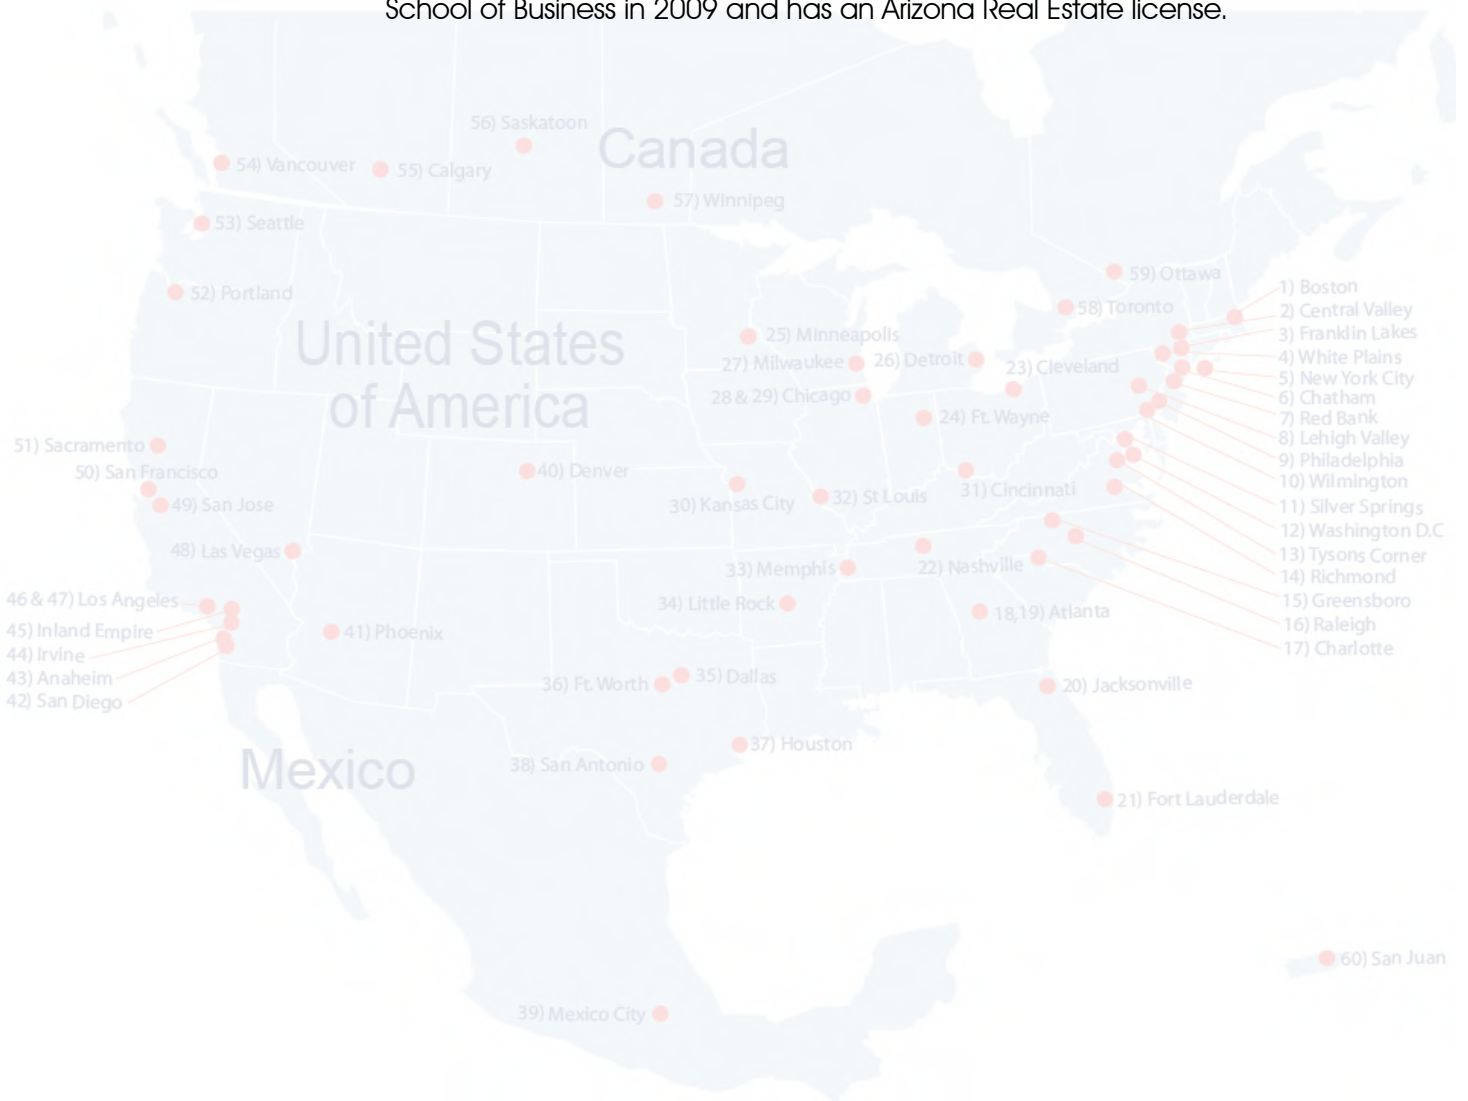 School of Business in 2009 and has an Arizona Real Estate license.
56) Saskatoon
Canada
54) Vancouver
55) Calgary
57) Winnipeg
53) Seattle
59) Ottawa
52) Portland
58) Toronto
1) Boston
2) Central Valley
3) Franklin Lakes
4) White Plains
5) New York City
6) Chatham
7) Red Bank
8) Lehigh Valley
9) Philadelphia
10) Wilmington
11) Silver Springs
12) Washington D.C
13) Tysons Corner
14) Richmond
15) Greensboro
16) Raleigh
17) Charlotte
United States
of America
25) Minneapolis
27) Milwaukee
26) Detroit
23) Cleveland
28 & 29) Chicago
24) Ft. Wayne
51) Sacramento
50) San Francisco
49) San Jose
40) Denver
30) Kansas City
32) St Louis
31) Cincinnati
48) Las Vegas
33) Memphis
22) Nashville
46 & 47) Los Angeles
45) Inland Empire
44) Irvine
43) Anaheim
42) San Diego
41) Phoenix
34) Little Rock
18,19) Atlanta
36) Ft. Worth
35) Dallas
20) Jacksonville
37) Houston
38) San Antonio
Mexico
21) Fort Lauderdale
60) San Juan
39) Mexico City